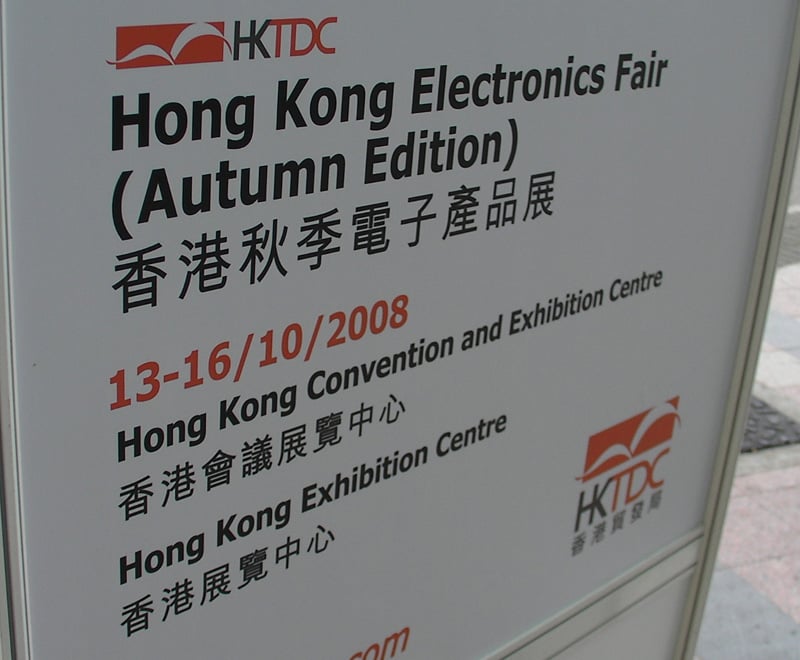 HKTDC
Hong Kong Electronics Fair
(Autumn Edition)
香港秋季電子產品展
13-16/10/2008
Hong Kong Convention and Exhibition Centre
香港會議展覽中心
Hong Kong Exhibition Centre
香港展覽中心
HKTDC
香港貿發局
.com